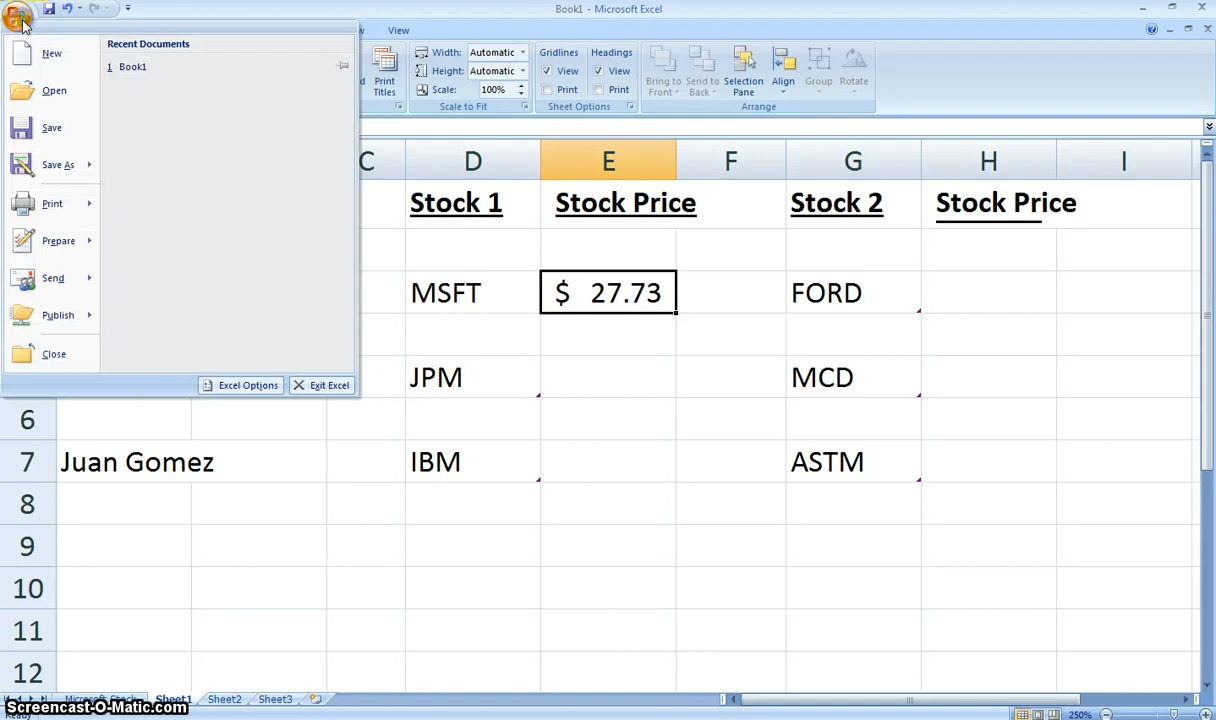 Book1 - Microsoft Excel
View
New
Open
Save
Save As
Print
Prepare
Send
Publish
Close
Recent Documents
1 Book1
Excel Options
Exit Excel
Print Titles
Width: Automatic
Height: Automatic
Scale: 100%
Scale to Fit
Gridlines
View
Print
Headings
View
Print
Sheet Options
Bring to Front
Send to Back
Selection Pane
Align
Group
Rotate
Arrange
C D E F G H I
Stock 1 Stock Price Stock 2 Stock Price
MSFT $ 27.73 FORD
JPM MCD
6
7 Juan Gomez IBM ASTM
8
9
10
11
12
Microsoft Stock Sheet1 Sheet2 Sheet3
Screencast-O-Matic.com
Ready
250%